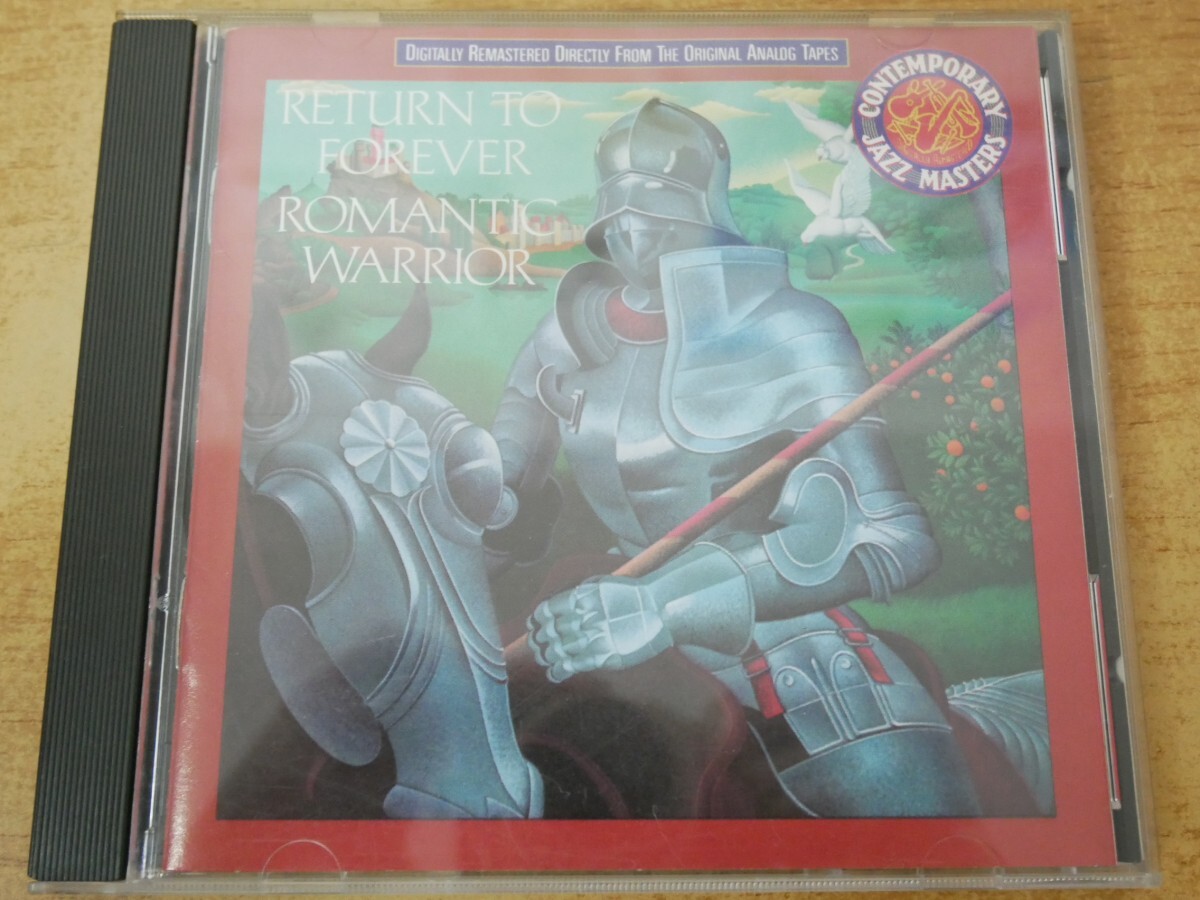 DIGITALLY REMASTERED DIRECTLY FROM THE ORIGINAL ANALOG TAPES
CONTEMPORARY
JAZZ MASTERS
RETURN TO
FOREVER
ROMANTIC
WARRIOR